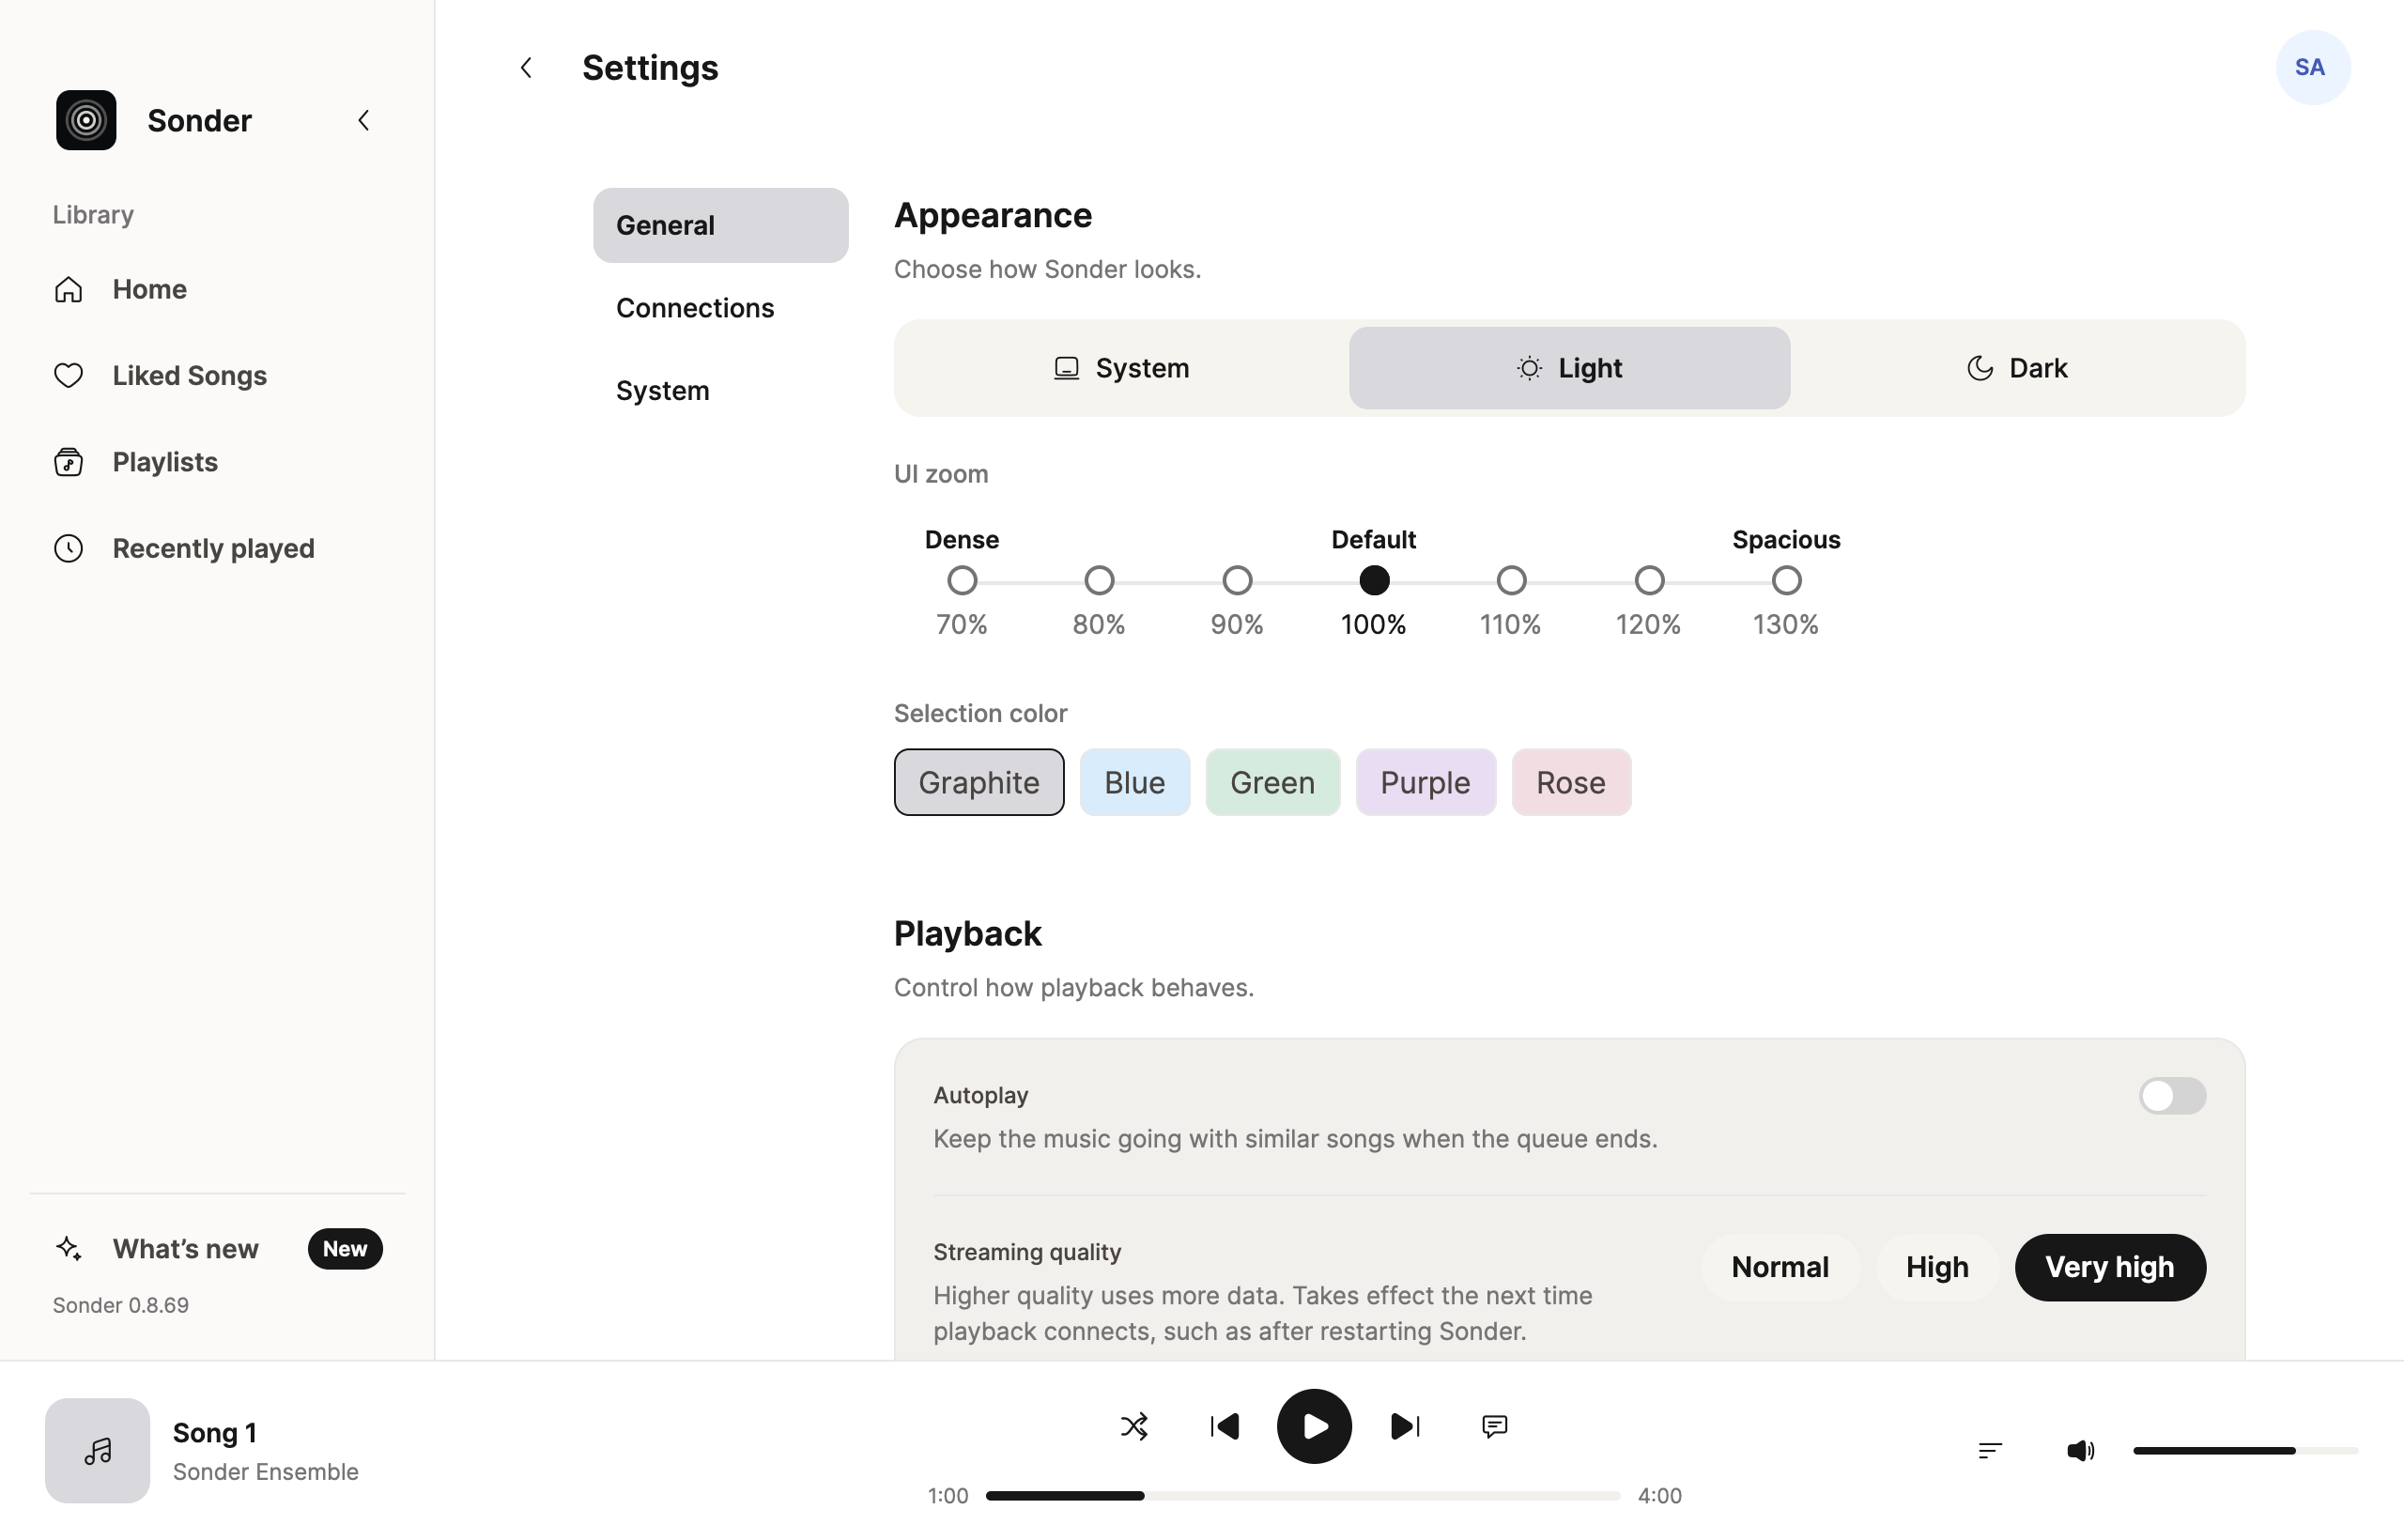 Sonder
Library
Home
Liked Songs
Playlists
Recently played
What’s new
New
Sonder 0.8.69
Settings
SA
General
Connections
System
Appearance
Choose how Sonder looks.
System
Light
Dark
UI zoom
Dense
Default
Spacious
70%
80%
90%
100%
110%
120%
130%
Selection color
Graphite
Blue
Green
Purple
Rose
Playback
Control how playback behaves.
Autoplay
Keep the music going with similar songs when the queue ends.
Streaming quality
Higher quality uses more data. Takes effect the next time
playback connects, such as after restarting Sonder.
Normal
High
Very high
Song 1
Sonder Ensemble
1:00
4:00